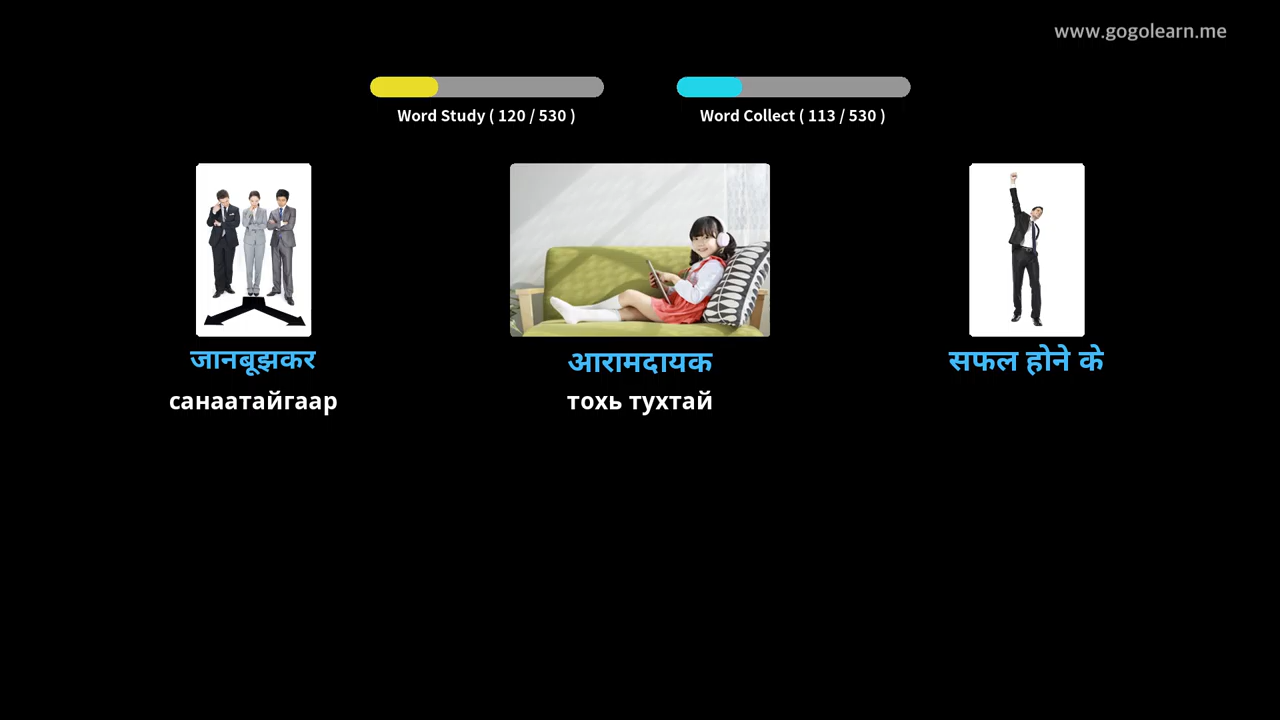 www.gogolearn.me
Word Study ( 120 / 530 )
Word Collect ( 113 / 530 )
जानबूझकर
आरामदायक
सफल होने के
санаатайгаар
тохь тухтай